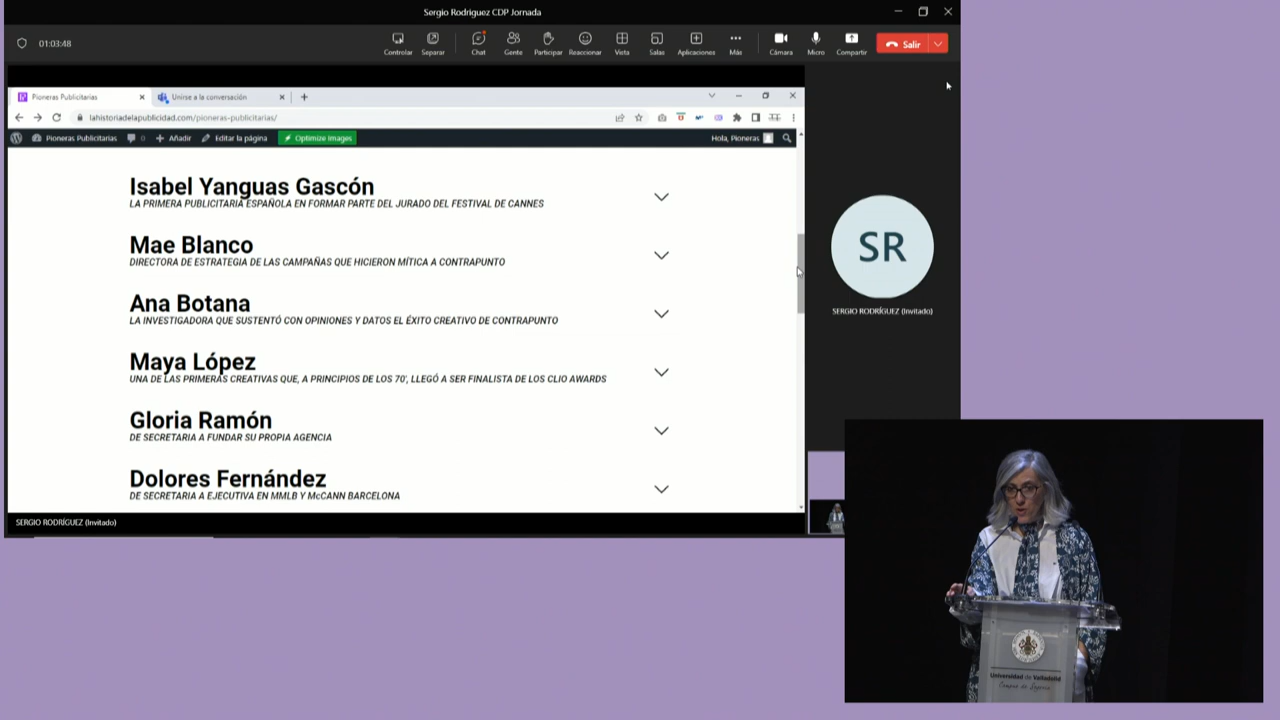 Sergio Rodriguez CDP Jornada
01:03:48
Controlar
Separar
Chat
Gente
Participar
Reaccionar
Vista
Salas
Aplicaciones
Más
Cámara
Micro
Compartir
Salir
Pioneras Publicitarias
Unirse a la conversación
lahistoriadelapublicidad.com/pioneras-publicitarias/
Pioneras Publicitarias
0
Añadir
Editar la página
Optimize Images
Hola, Pioneras
Isabel Yanguas Gascón
LA PRIMERA PUBLICITARIA ESPAÑOLA EN FORMAR PARTE DEL JURADO DEL FESTIVAL DE CANNES
Mae Blanco
DIRECTORA DE ESTRATEGIA DE LAS CAMPAÑAS QUE HICIERON MÍTICA A CONTRAPUNTO
Ana Botana
LA INVESTIGADORA QUE SUSTENTÓ CON OPINIONES Y DATOS EL ÉXITO CREATIVO DE CONTRAPUNTO
Maya López
UNA DE LAS PRIMERAS CREATIVAS QUE, A PRINCIPIOS DE LOS 70', LLEGÓ A SER FINALISTA DE LOS CLIO AWARDS
Gloria Ramón
DE SECRETARIA A FUNDAR SU PROPIA AGENCIA
Dolores Fernández
DE SECRETARIA A EJECUTIVA EN MMLB Y McCANN BARCELONA
SERGIO RODRÍGUEZ (Invitado)
SR
SERGIO RODRÍGUEZ (Invitado)
Universidad de Valladolid
Campus de Segovia